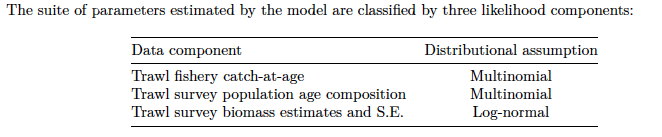 The suite of parameters estimated by the model are classified by three likelihood components:
Data component Distributional assumption
Trawl fishery catch-at-age Multinomial
Trawl survey population age composition Multinomial
Trawl survey biomass estimates and S.E. Log-normal